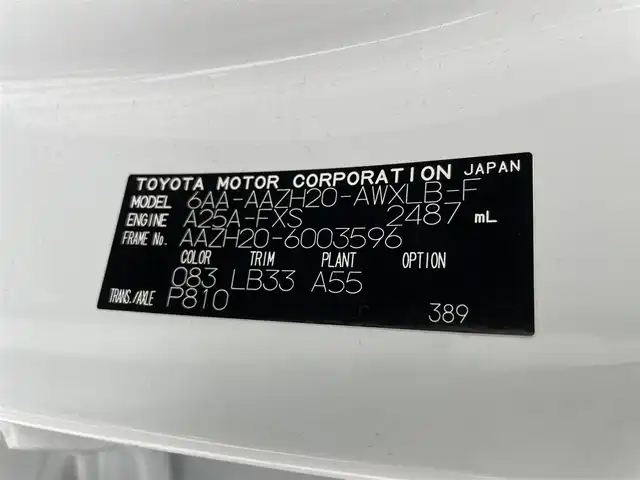 TOYOTA MOTOR CORPORATION JAPAN
MODEL 6AA-AAZH20-AWXLB-F
ENGINE A25A-FXS 2487 mL
FRAME No. AAZH20-6003596
COLOR TRIM PLANT OPTION
083 LB33 A55
TRANS./AXLE P810
389